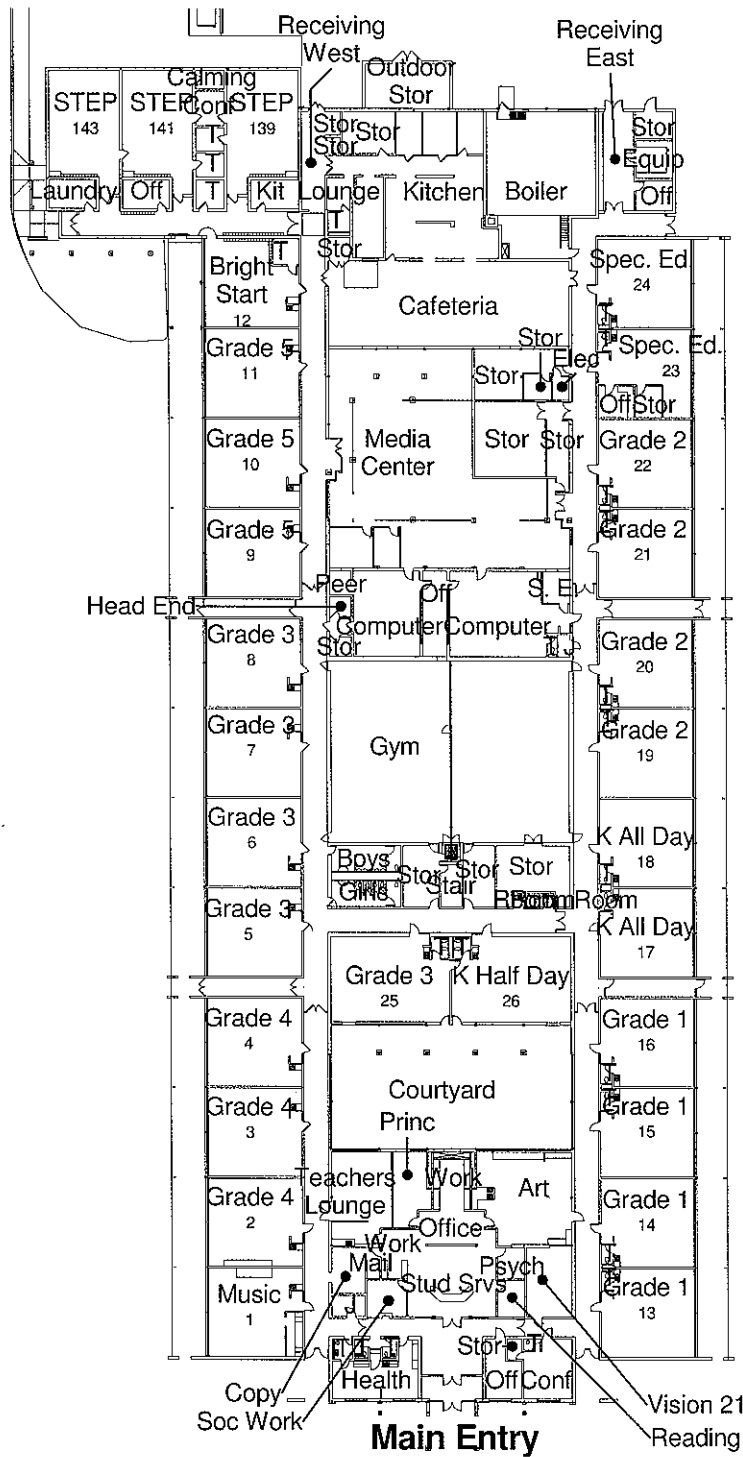 Receiving
West
Receiving
East
Outdoor
Stor
Calming
Conf
STEP
143
STEP
141
STEP
139
T
T
T
Laundry
Off
Kit
Lounge
T
Stor
Stor
Stor
Stor
Kitchen
Boiler
Stor
Equip
Off
Bright
Start
12
T
Cafeteria
Spec. Ed.
24
Grade 5
11
Stor
Elec
Stor
Spec. Ed.
23
Off
Stor
Grade 5
10
Media
Center
Stor
Stor
Grade 2
22
Grade 5
9
Grade 2
21
Head End
Peer
Off
S. E.
Computer
Computer
Stor
Grade 3
8
Grade 2
20
Grade 3
7
Gym
Grade 2
19
Grade 3
6
K All Day
18
Boys
Girls
Stor
Stair
Stor
Stor
Room
Grade 3
5
K All Day
17
Grade 3
25
K Half Day
26
Grade 4
4
Grade 1
16
Courtyard
Grade 4
3
Grade 1
15
Princ
Teachers
Lounge
Work
Art
Grade 4
2
Office
Grade 1
14
Work
Mail
Psych
Stud Srvs
Music
1
Grade 1
13
T
T
Stor
T
Health
Off
Conf
Copy
Soc Work
Vision 21
Reading
Main Entry